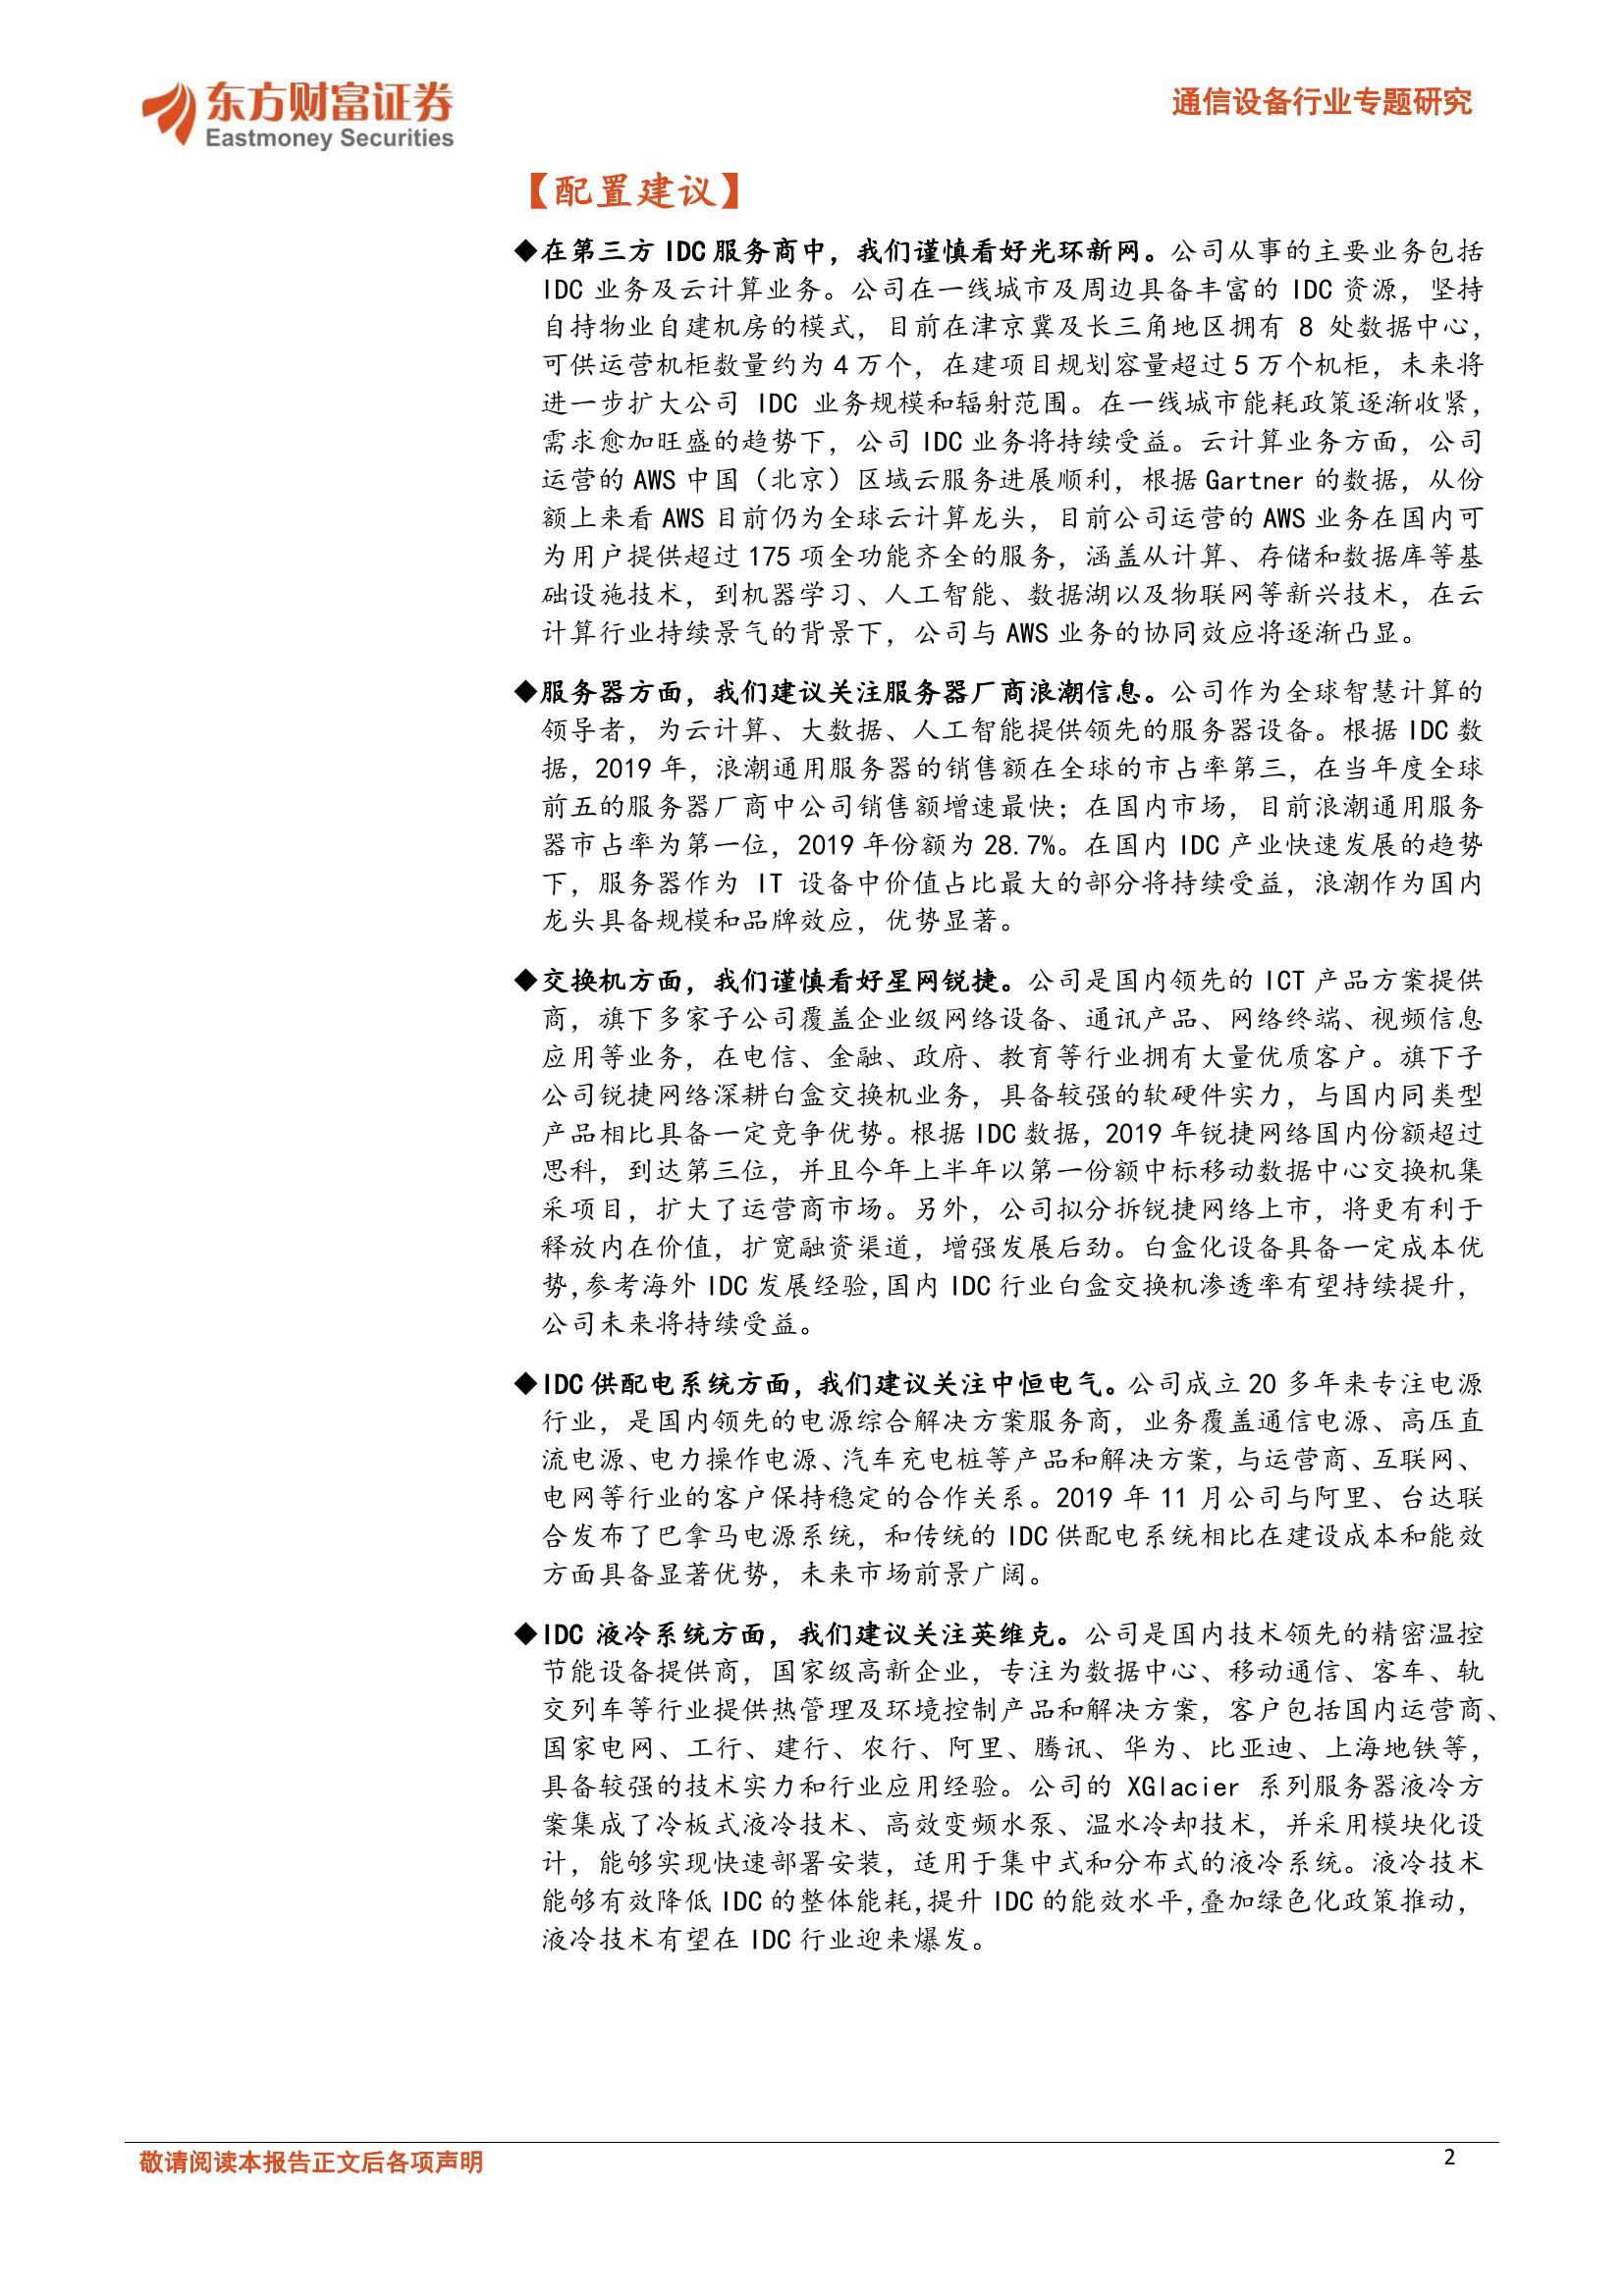 东方财富证券
Eastmoney Securities
通信设备行业专题研究
【配置建议】
◆在第三方 IDC 服务商中，我们谨慎看好光环新网。公司从事的主要业务包括
IDC 业务及云计算业务。公司在一线城市及周边具备丰富的 IDC 资源，坚持
自持物业自建机房的模式，目前在津京冀及长三角地区拥有 8 处数据中心，
可供运营机柜数量约为 4 万个，在建项目规划容量超过 5 万个机柜，未来将
进一步扩大公司 IDC 业务规模和辐射范围。在一线城市能耗政策逐渐收紧，
需求愈加旺盛的趋势下，公司 IDC 业务将持续受益。云计算业务方面，公司
运营的 AWS 中国（北京）区域云服务进展顺利，根据 Gartner 的数据，从份
额上来看 AWS 目前仍为全球云计算龙头，目前公司运营的 AWS 业务在国内可
为用户提供超过 175 项全功能齐全的服务，涵盖从计算、存储和数据库等基
础设施技术，到机器学习、人工智能、数据湖以及物联网等新兴技术，在云
计算行业持续景气的背景下，公司与 AWS 业务的协同效应将逐渐凸显。
◆服务器方面，我们建议关注服务器厂商浪潮信息。公司作为全球智慧计算的
领导者，为云计算、大数据、人工智能提供领先的服务器设备。根据 IDC 数
据，2019 年，浪潮通用服务器的销售额在全球的市占率第三，在当年度全球
前五的服务器厂商中公司销售额增速最快；在国内市场，目前浪潮通用服务
器市占率为第一位，2019 年份额为 28.7%。在国内 IDC 产业快速发展的趋势
下，服务器作为 IT 设备中价值占比最大的部分将持续受益，浪潮作为国内
龙头具备规模和品牌效应，优势显著。
◆交换机方面，我们谨慎看好星网锐捷。公司是国内领先的 ICT 产品方案提供
商，旗下多家子公司覆盖企业级网络设备、通讯产品、网络终端、视频信息
应用等业务，在电信、金融、政府、教育等行业拥有大量优质客户。旗下子
公司锐捷网络深耕白盒交换机业务，具备较强的软硬件实力，与国内同类型
产品相比具备一定竞争优势。根据 IDC 数据，2019 年锐捷网络国内份额超过
思科，到达第三位，并且今年上半年以第一份额中标移动数据中心交换机集
采项目，扩大了运营商市场。另外，公司拟分拆锐捷网络上市，将更有利于
释放内在价值，扩宽融资渠道，增强发展后劲。白盒化设备具备一定成本优
势,参考海外 IDC 发展经验,国内 IDC 行业白盒交换机渗透率有望持续提升，
公司未来将持续受益。
◆IDC 供配电系统方面，我们建议关注中恒电气。公司成立 20 多年来专注电源
行业，是国内领先的电源综合解决方案服务商，业务覆盖通信电源、高压直
流电源、电力操作电源、汽车充电桩等产品和解决方案，与运营商、互联网、
电网等行业的客户保持稳定的合作关系。2019 年 11 月公司与阿里、台达联
合发布了巴拿马电源系统，和传统的 IDC 供配电系统相比在建设成本和能效
方面具备显著优势，未来市场前景广阔。
◆IDC 液冷系统方面，我们建议关注英维克。公司是国内技术领先的精密温控
节能设备提供商，国家级高新企业，专注为数据中心、移动通信、客车、轨
交列车等行业提供热管理及环境控制产品和解决方案，客户包括国内运营商、
国家电网、工行、建行、农行、阿里、腾讯、华为、比亚迪、上海地铁等，
具备较强的技术实力和行业应用经验。公司的 XGlacier 系列服务器液冷方
案集成了冷板式液冷技术、高效变频水泵、温水冷却技术，并采用模块化设
计，能够实现快速部署安装，适用于集中式和分布式的液冷系统。液冷技术
能够有效降低 IDC 的整体能耗,提升 IDC 的能效水平,叠加绿色化政策推动，
液冷技术有望在 IDC 行业迎来爆发。
敬请阅读本报告正文后各项声明
2